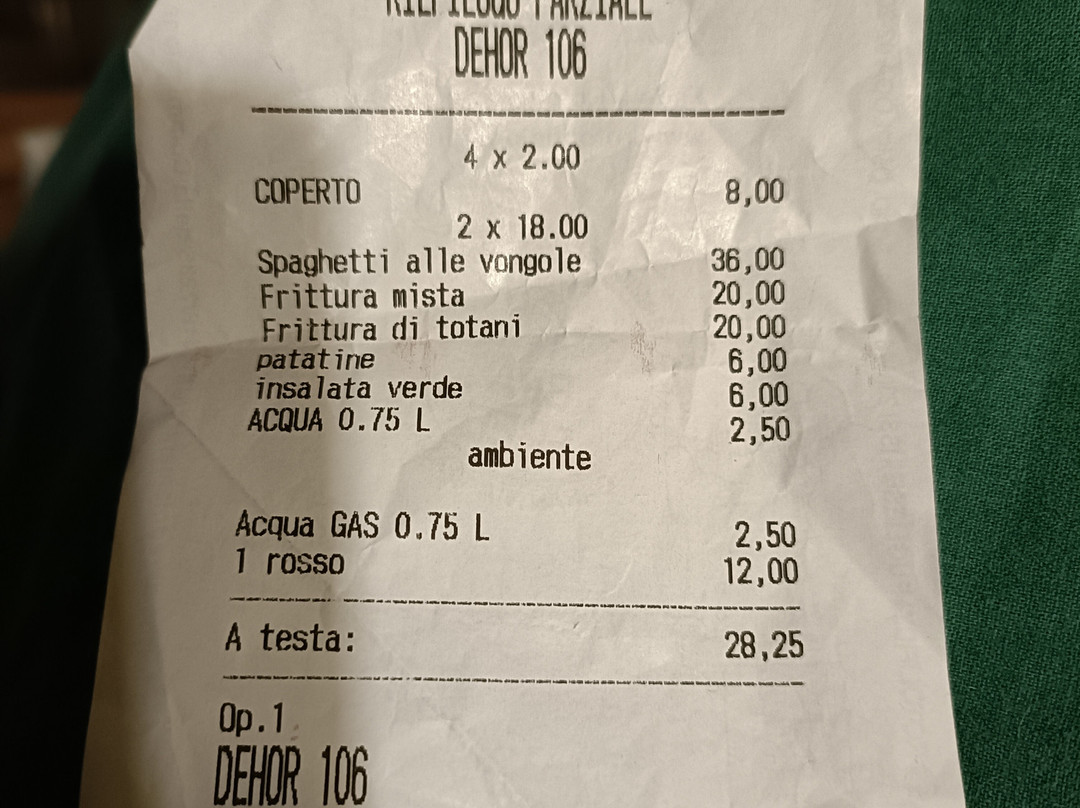 RIEPILOGO PARZIALE
DEHOR 106
4 x 2.00
COPERTO 8,00
2 x 18.00
Spaghetti alle vongole 36,00
Frittura mista 20,00
Frittura di totani 20,00
patatine 6,00
insalata verde 6,00
ACQUA 0.75 L 2,50
ambiente
Acqua GAS 0.75 L 2,50
1 rosso 12,00
A testa: 28,25
Op.1
DEHOR 106